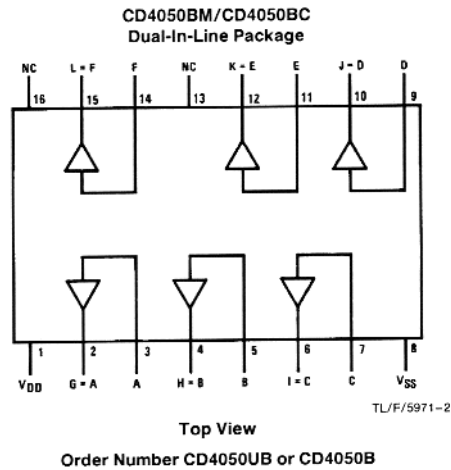 CD4050BM/CD4050BC
Dual-In-Line Package
NC L = F F NC K = E E J = D D
16 15 14 13 12 11 10 9
1 2 3 4 5 6 7 8
VDD G = A A H = B B I = C C VSS
TL/F/5971-2
Top View
Order Number CD4050UB or CD4050B